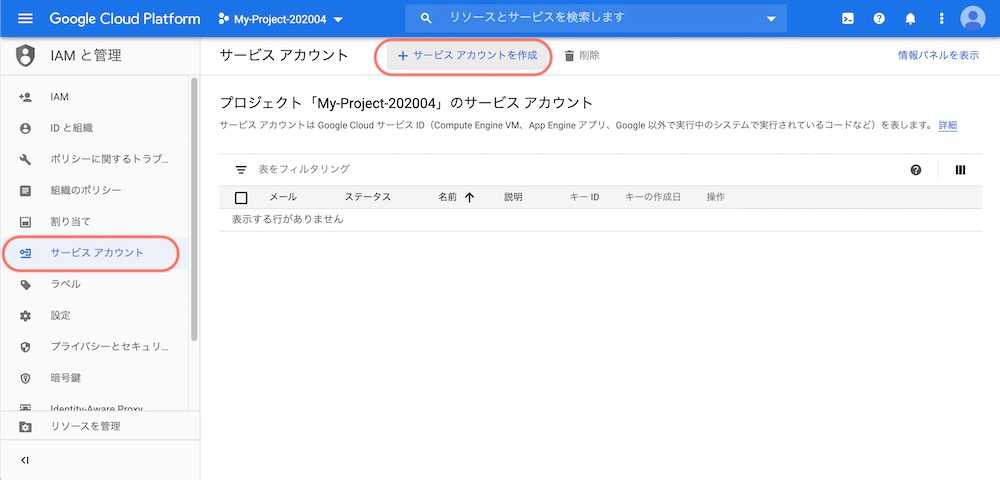 Google Cloud Platform My-Project-202004 リソースとサービスを検索します
IAM と管理
サービス アカウント + サービス アカウントを作成 削除 情報パネルを表示
IAM
ID と組織
ポリシーに関するトラブ...
組織のポリシー
割り当て
サービス アカウント
ラベル
設定
プライバシーとセキュリ...
暗号鍵
Identity-Aware Proxy
リソースを管理
プロジェクト「My-Project-202004」のサービス アカウント
サービス アカウントは Google Cloud サービス ID（Compute Engine VM、App Engine アプリ、Google 以外で実行中のシステムで実行されているコードなど）を表します。 詳細
表をフィルタリング
メール ステータス 名前 説明 キー ID キーの作成日 操作
表示する行がありません